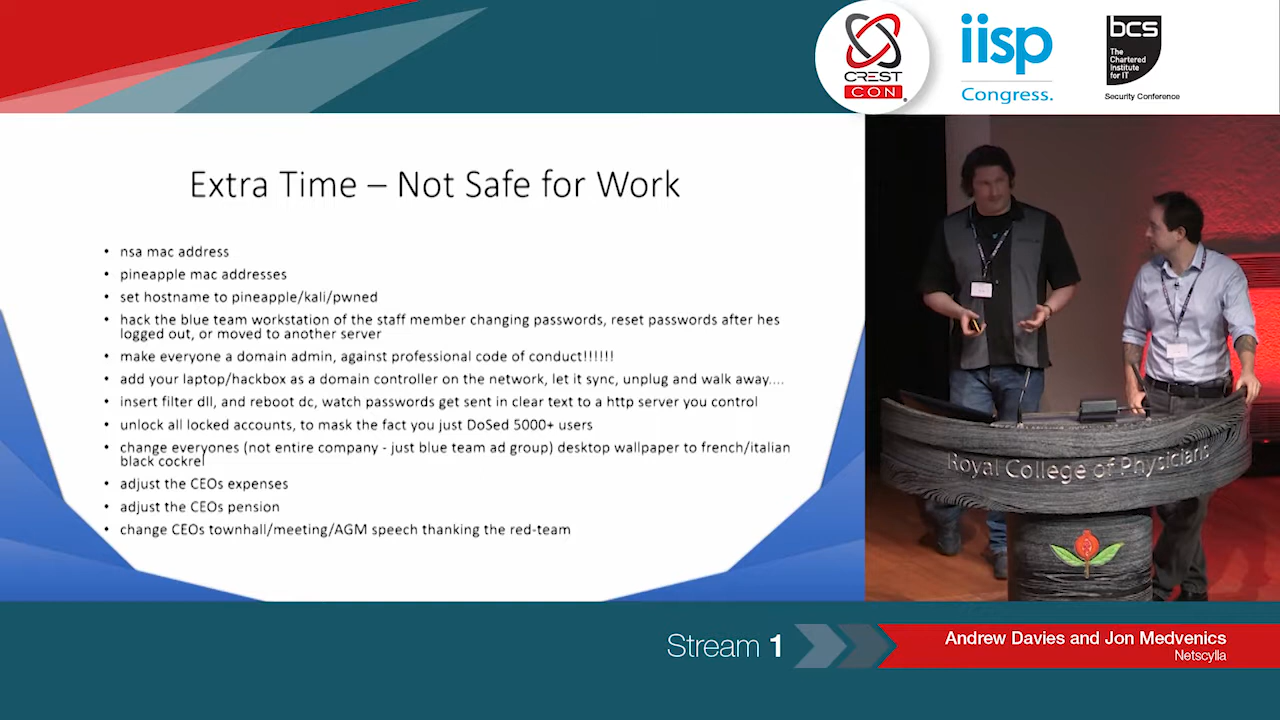 CREST
CON
iisp
Congress.
bcs
The
Chartered
Institute
for IT
Security Conference
Extra Time – Not Safe for Work
• nsa mac address
• pineapple mac addresses
• set hostname to pineapple/kali/pwned
• hack the blue team workstation of the staff member changing passwords, reset passwords after hes
logged out, or moved to another server
• make everyone a domain admin, against professional code of conduct!!!!!!
• add your laptop/hackbox as a domain controller on the network, let it sync, unplug and walk away....
• insert filter dll, and reboot dc, watch passwords get sent in clear text to a http server you control
• unlock all locked accounts, to mask the fact you just DoSed 5000+ users
• change everyones (not entire company - just blue team ad group) desktop wallpaper to french/italian
black cockrel
• adjust the CEOs expenses
• adjust the CEOs pension
• change CEOs townhall/meeting/AGM speech thanking the red-team
Royal College of Physicians
Stream 1
Andrew Davies and Jon Medvenics
Netscylla